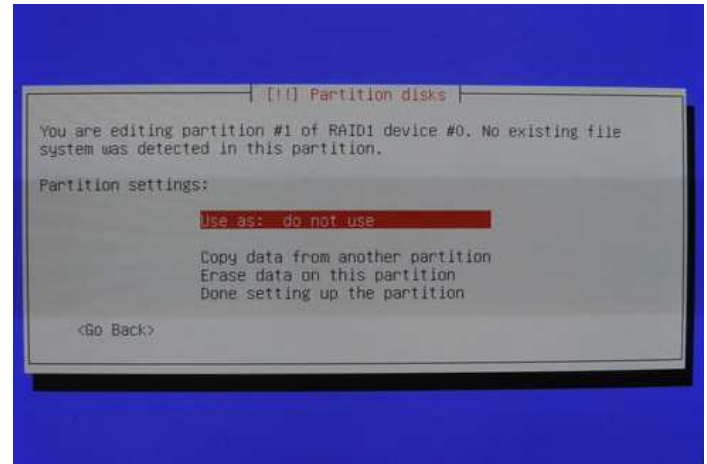 [!!] Partition disks
You are editing partition #1 of RAID1 device #0. No existing file
system was detected in this partition.
Partition settings:
Use as: do not use
Copy data from another partition
Erase data on this partition
Done setting up the partition
<Go Back>